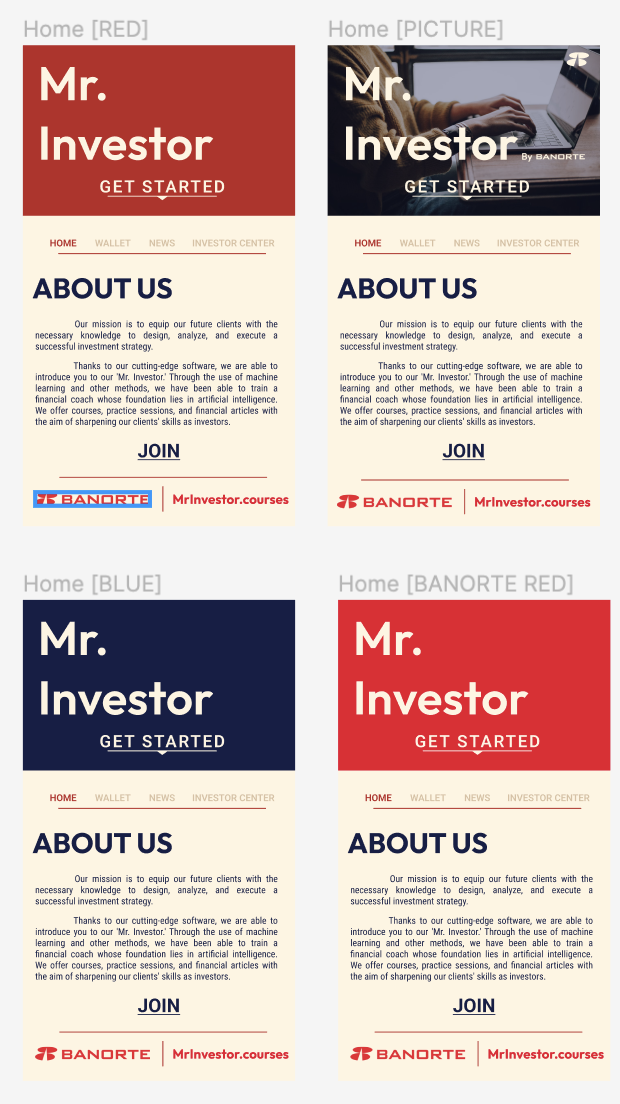 Home [RED]
Mr.
Investor
GET STARTED
HOME WALLET NEWS INVESTOR CENTER
ABOUT US
Our mission is to equip our future clients with the
necessary knowledge to design, analyze, and execute a
successful investment strategy.
Thanks to our cutting-edge software, we are able to
introduce you to our 'Mr. Investor.' Through the use of machine
learning and other methods, we have been able to train a
financial coach whose foundation lies in artificial intelligence.
We offer courses, practice sessions, and financial articles with
the aim of sharpening our clients' skills as investors.
JOIN
BANORTE MrInvestor.courses
Home [PICTURE]
Mr.
Investor By BANORTE
GET STARTED
HOME WALLET NEWS INVESTOR CENTER
ABOUT US
Our mission is to equip our future clients with the
necessary knowledge to design, analyze, and execute a
successful investment strategy.
Thanks to our cutting-edge software, we are able to
introduce you to our 'Mr. Investor.' Through the use of machine
learning and other methods, we have been able to train a
financial coach whose foundation lies in artificial intelligence.
We offer courses, practice sessions, and financial articles with
the aim of sharpening our clients' skills as investors.
JOIN
BANORTE MrInvestor.courses
Home [BLUE]
Mr.
Investor
GET STARTED
HOME WALLET NEWS INVESTOR CENTER
ABOUT US
Our mission is to equip our future clients with the
necessary knowledge to design, analyze, and execute a
successful investment strategy.
Thanks to our cutting-edge software, we are able to
introduce you to our 'Mr. Investor.' Through the use of machine
learning and other methods, we have been able to train a
financial coach whose foundation lies in artificial intelligence.
We offer courses, practice sessions, and financial articles with
the aim of sharpening our clients' skills as investors.
JOIN
BANORTE MrInvestor.courses
Home [BANORTE RED]
Mr.
Investor
GET STARTED
HOME WALLET NEWS INVESTOR CENTER
ABOUT US
Our mission is to equip our future clients with the
necessary knowledge to design, analyze, and execute a
successful investment strategy.
Thanks to our cutting-edge software, we are able to
introduce you to our 'Mr. Investor.' Through the use of machine
learning and other methods, we have been able to train a
financial coach whose foundation lies in artificial intelligence.
We offer courses, practice sessions, and financial articles with
the aim of sharpening our clients' skills as investors.
JOIN
BANORTE MrInvestor.courses